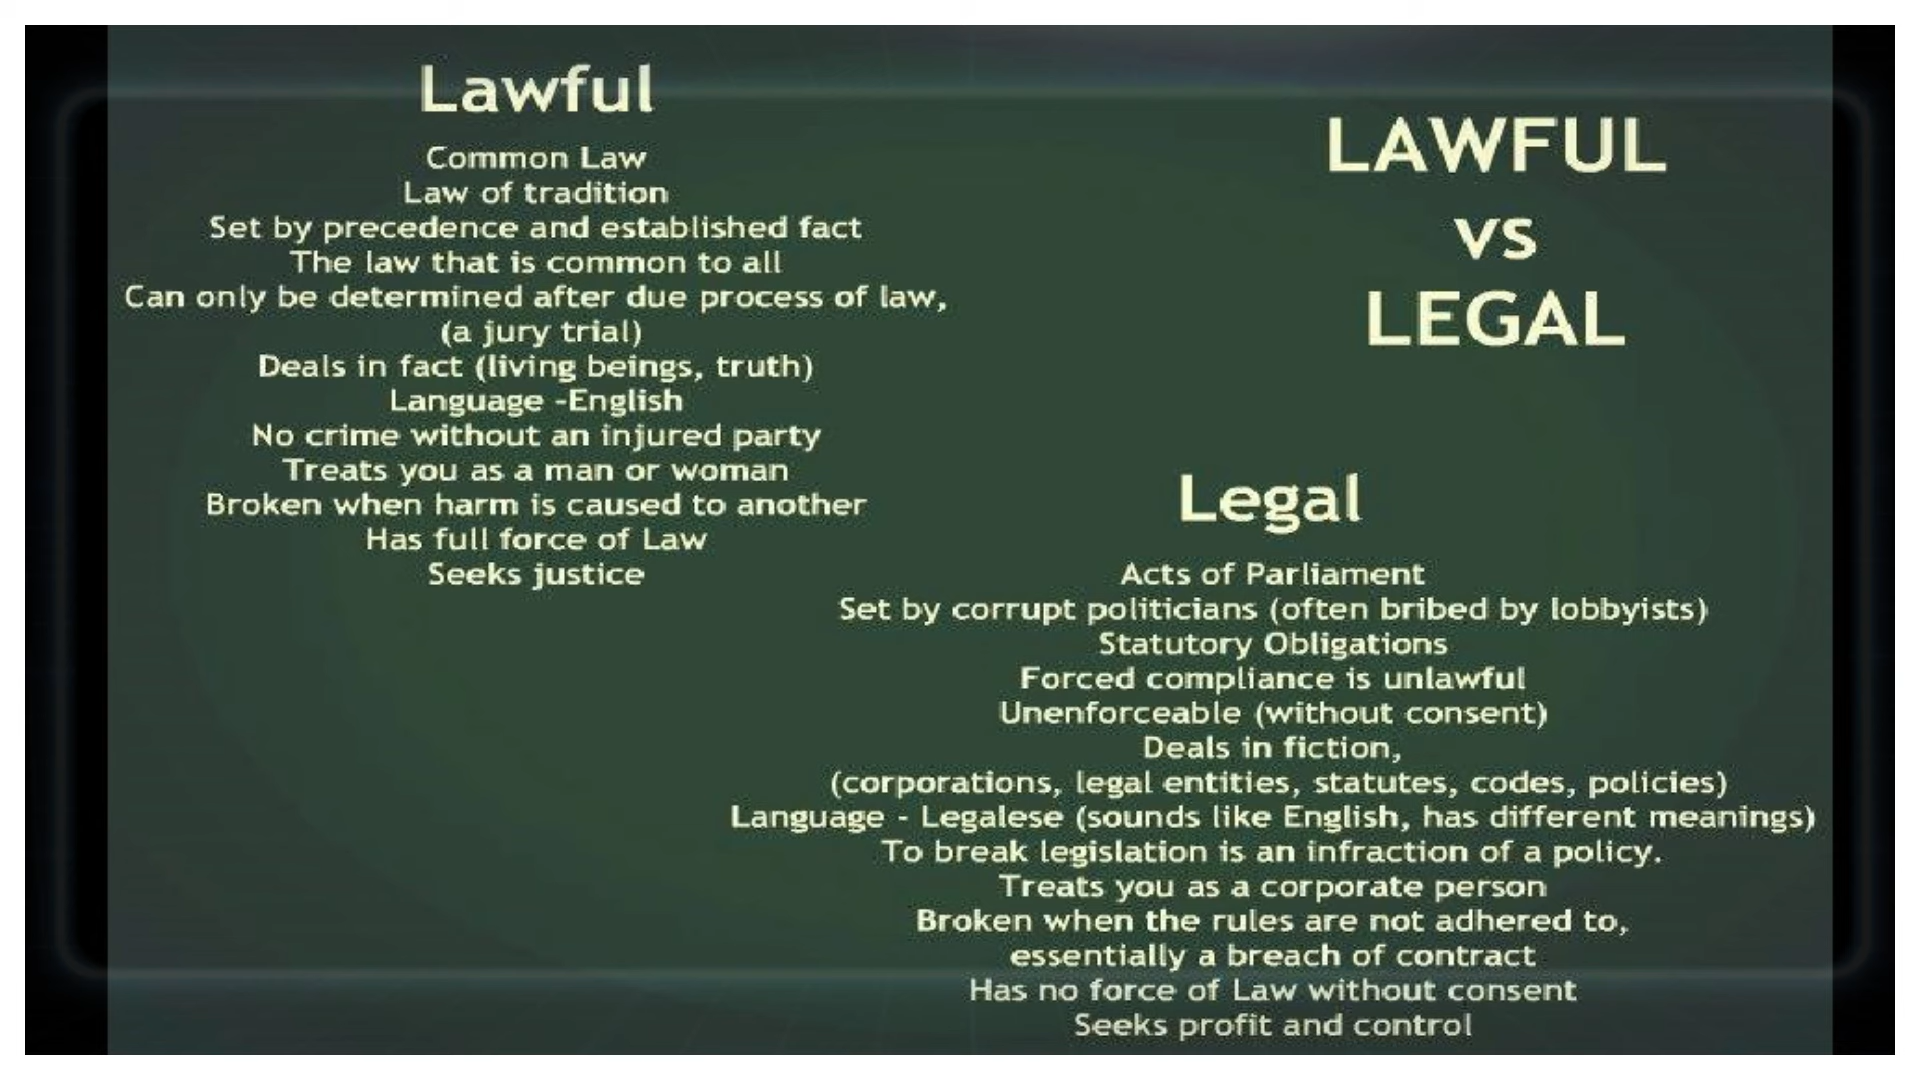 Lawful
Common Law
Law of tradition
Set by precedence and established fact
The law that is common to all
Can only be determined after due process of law,
(a jury trial)
Deals in fact (living beings, truth)
Language -English
No crime without an injured party
Treats you as a man or woman
Broken when harm is caused to another
Has full force of Law
Seeks justice
LAWFUL
vs
LEGAL
Legal
Acts of Parliament
Set by corrupt politicians (often bribed by lobbyists)
Statutory Obligations
Forced compliance is unlawful
Unenforceable (without consent)
Deals in fiction,
(corporations, legal entities, statutes, codes, policies)
Language - Legalese (sounds like English, has different meanings)
To break legislation is an infraction of a policy.
Treats you as a corporate person
Broken when the rules are not adhered to,
essentially a breach of contract
Has no force of Law without consent
Seeks profit and control